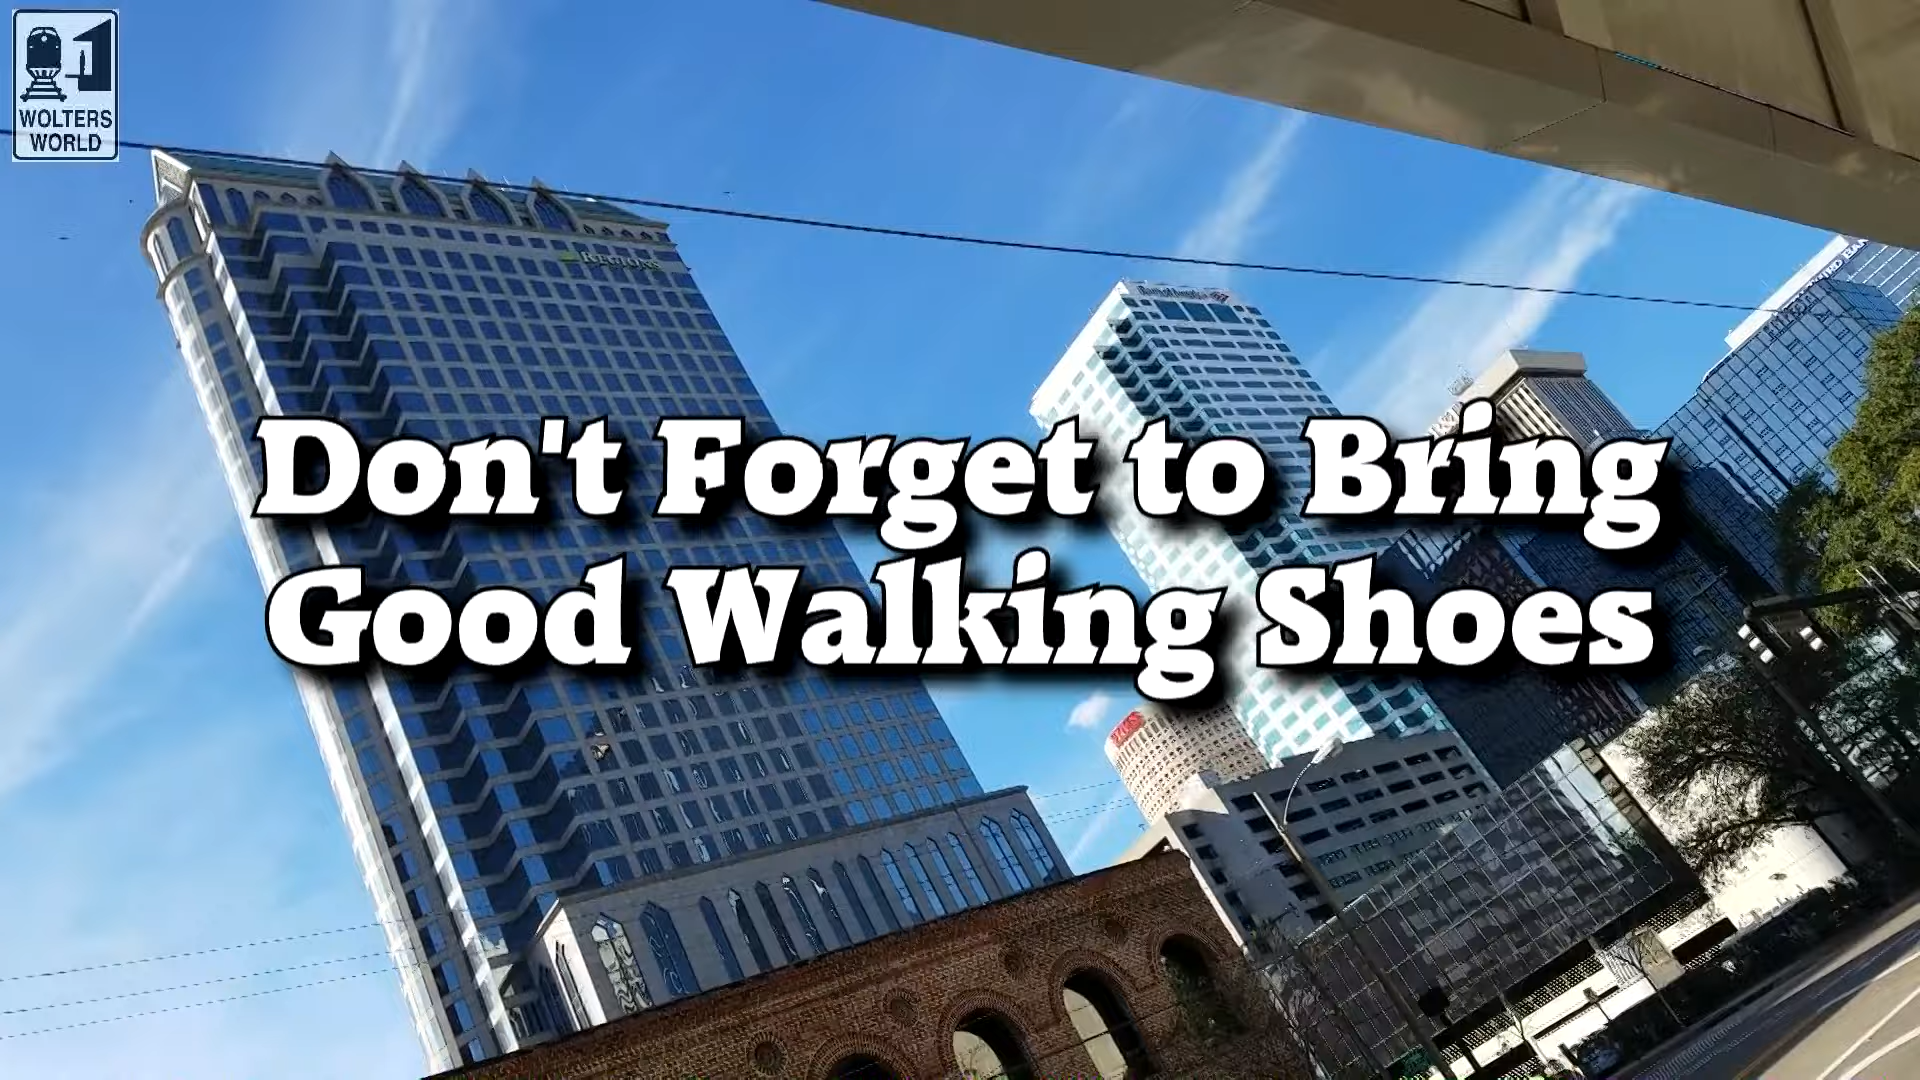 WOLTERS
WORLD
REGIONS
Don't Forget to Bring
Good Walking Shoes